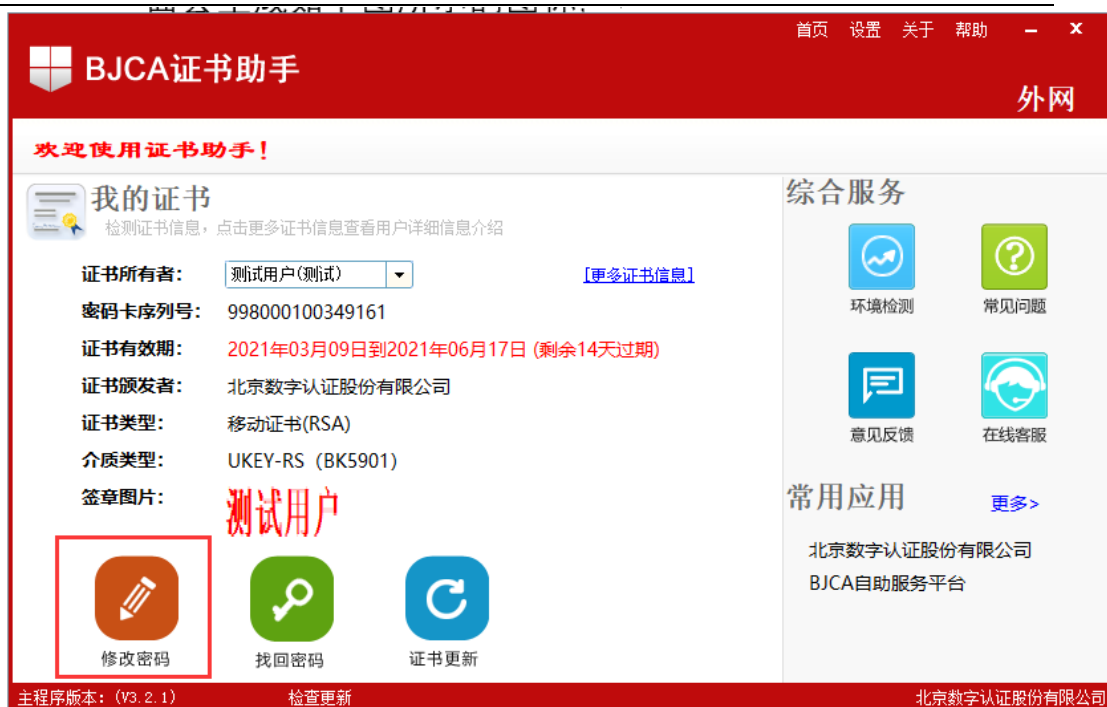 首页 设置 关于 帮助
BJCA证书助手
外网
欢迎使用证书助手！
我的证书
检测证书信息，点击更多证书信息查看用户详细信息介绍
证书所有者： 测试用户(测试) [更多证书信息]
密码卡序列号： 998000100349161
证书有效期： 2021年03月09日到2021年06月17日 (剩余14天过期)
证书颁发者： 北京数字认证股份有限公司
证书类型： 移动证书(RSA)
介质类型： UKEY-RS（BK5901）
签章图片： 测试用户
修改密码 找回密码 证书更新
综合服务
环境检测 常见问题
意见反馈 在线客服
常用应用 更多>
北京数字认证股份有限公司
BJCA自助服务平台
主程序版本：(V3.2.1) 检查更新 北京数字认证股份有限公司